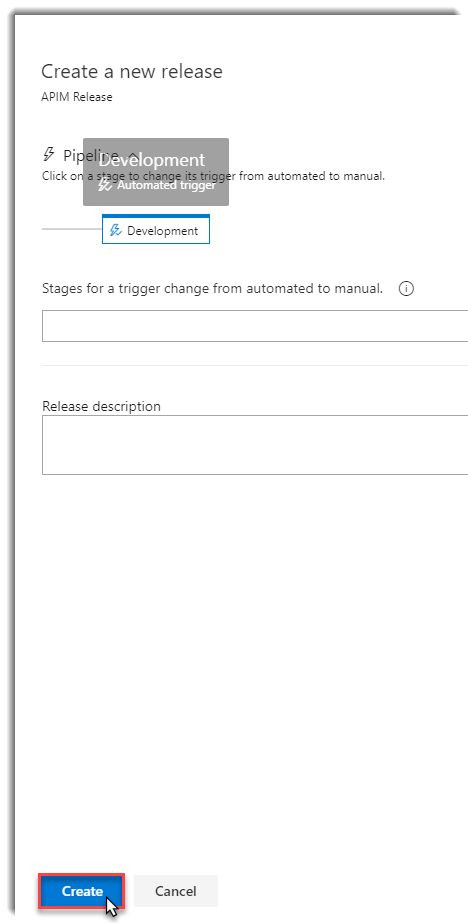 Create a new release
APIM Release
Pipeline
Development
Automated trigger
Click on a stage to change its trigger from automated to manual.
Development
Stages for a trigger change from automated to manual.
Release description
Create
Cancel